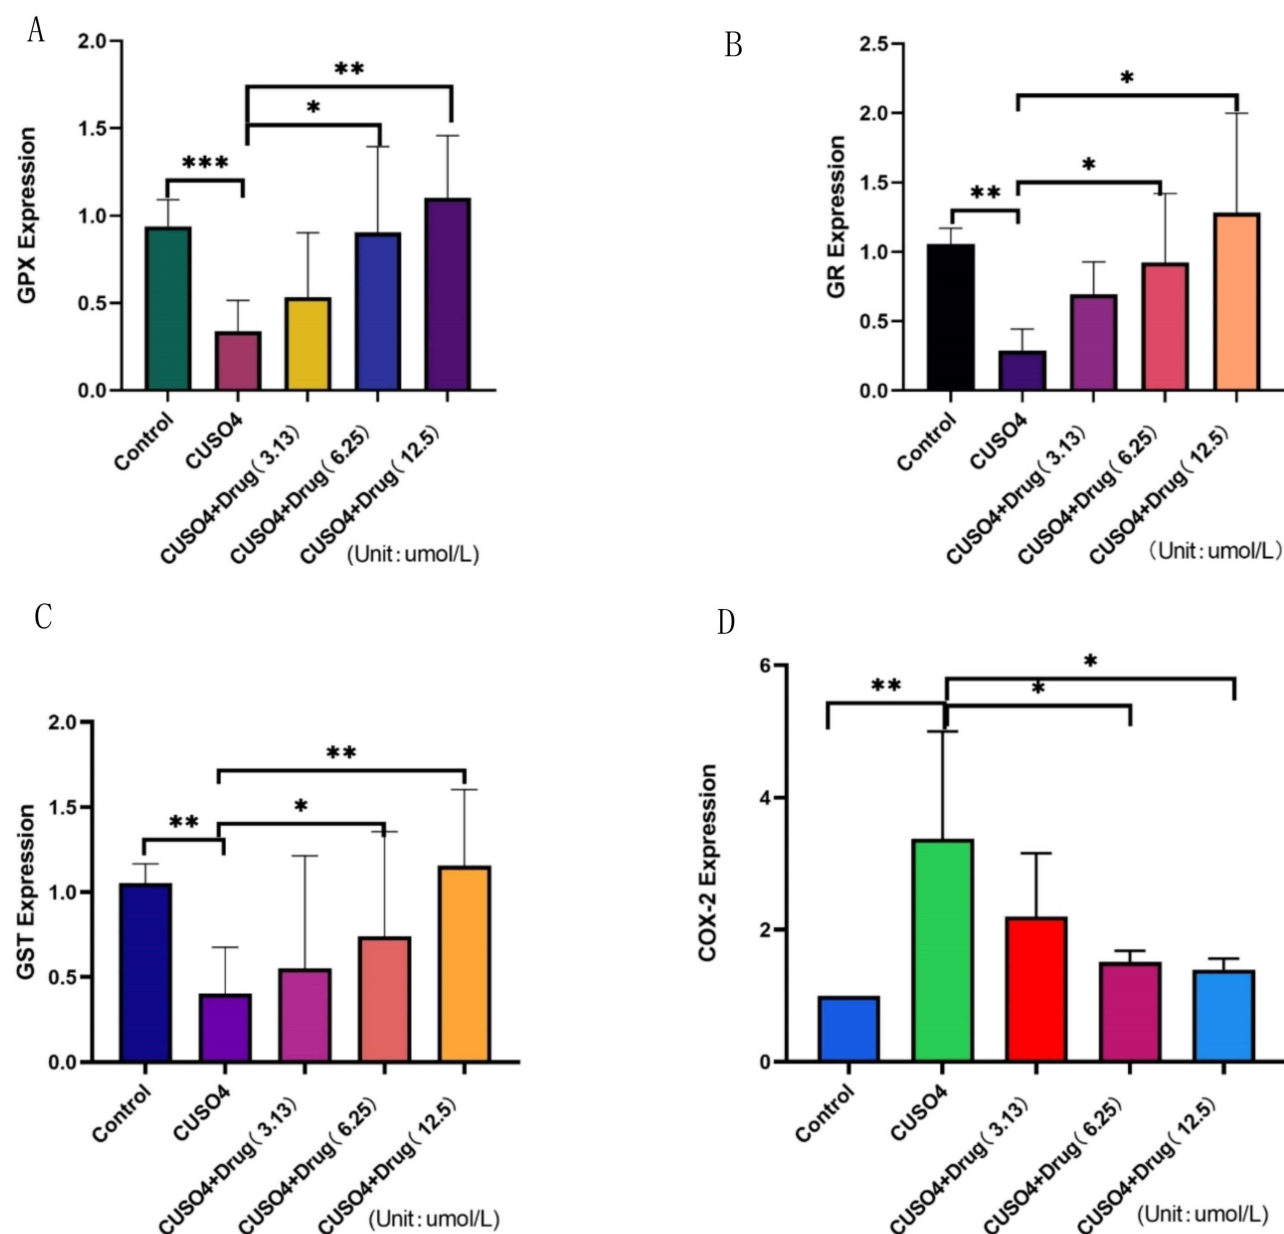 A
GPX Expression
2.0
1.5
1.0
0.5
0.0
***
*
**
Control
CUSO4
CUSO4+Drug（3.13）
CUSO4+Drug（6.25）
CUSO4+Drug（12.5）
(Unit:umol/L)
B
GR Expression
2.5
2.0
1.5
1.0
0.5
0.0
**
*
*
Control
CUSO4
CUSO4+Drug（3.13）
CUSO4+Drug（6.25）
CUSO4+Drug（12.5）
（Unit:umol/L）
C
GST Expression
2.0
1.5
1.0
0.5
0.0
**
*
**
Control
CUSO4
CUSO4+Drug（3.13）
CUSO4+Drug（6.25）
CUSO4+Drug（12.5）
(Unit:umol/L)
D
COX-2 Expression
6
4
2
0
**
*
*
Control
CUSO4
CUSO4+Drug（3.13）
CUSO4+Drug（6.25）
CUSO4+Drug（12.5）
(Unit:umol/L)